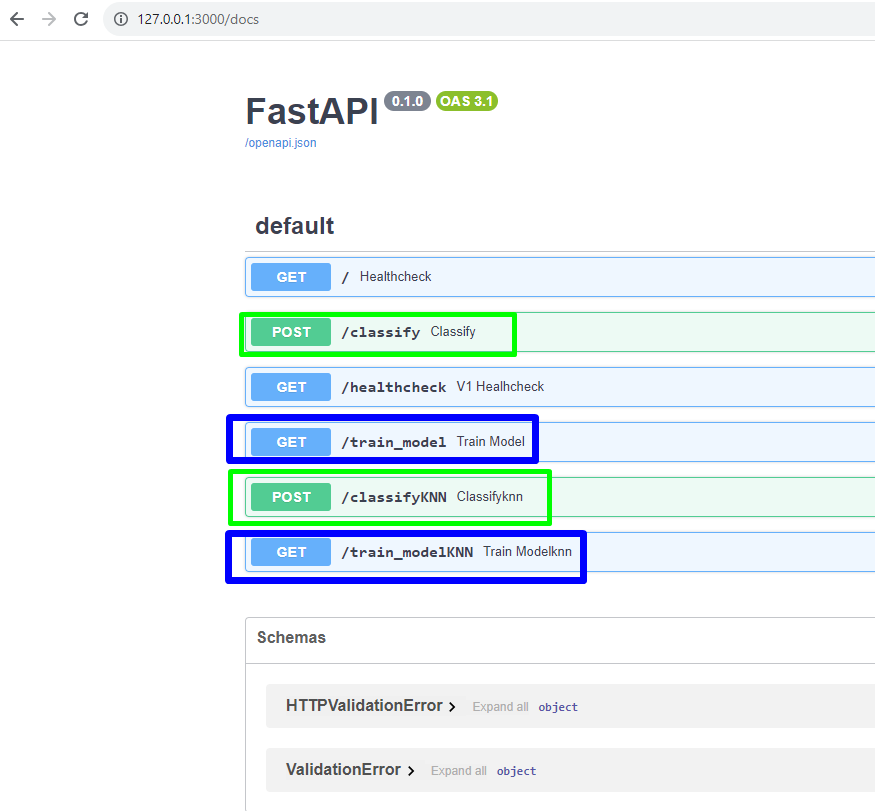 127.0.0.1:3000/docs
FastAPI 0.1.0 OAS 3.1
/openapi.json
default
GET / Healthcheck
POST /classify Classify
GET /healthcheck V1 Healhcheck
GET /train_model Train Model
POST /classifyKNN Classifyknn
GET /train_modelKNN Train Modelknn
Schemas
HTTPValidationError Expand all object
ValidationError Expand all object